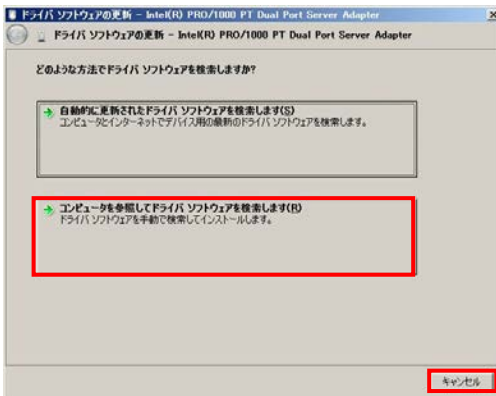 ドライバ ソフトウェアの更新 - Intel(R) PRO/1000 PT Dual Port Server Adapter
ドライバ ソフトウェアの更新 - Intel(R) PRO/1000 PT Dual Port Server Adapter
どのような方法でドライバ ソフトウェアを検索しますか?
自動的に更新されたドライバ ソフトウェアを検索します(S)
コンピュータとインターネットでデバイス用の最新のドライバ ソフトウェアを検索します。
コンピュータを参照してドライバ ソフトウェアを検索します(R)
ドライバ ソフトウェアを手動で検索してインストールします。
キャンセル